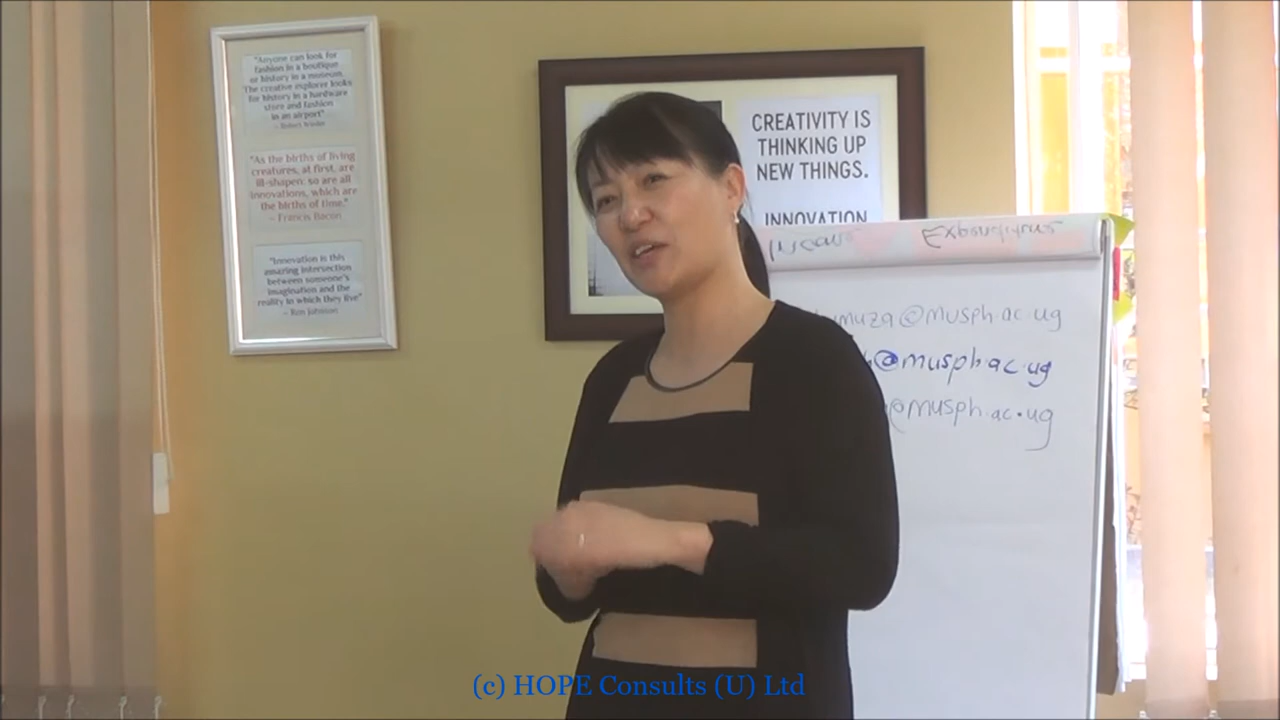 "Anyone can look for
fashion in a boutique
or history in a museum.
The creative explorer looks
for history in a hardware
store and fashion
in an airport"
"As the births of living
creatures, at first, are
ill-shapen: so are all
innovations, which are
the births of time."
– Francis Bacon
"Innovation is this
amazing intersection
between someone's
imagination and the
reality in which they live"
– Ron Johnson
CREATIVITY IS
THINKING UP
NEW THINGS.
INNOVATION
@musph.ac.ug
@musph.ac.ug
@musph.ac.ug
(c) HOPE Consults (U) Ltd